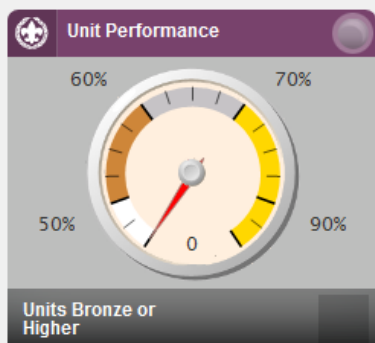 Unit Performance
60% 70%
50% 90%
0
Units Bronze or
Higher